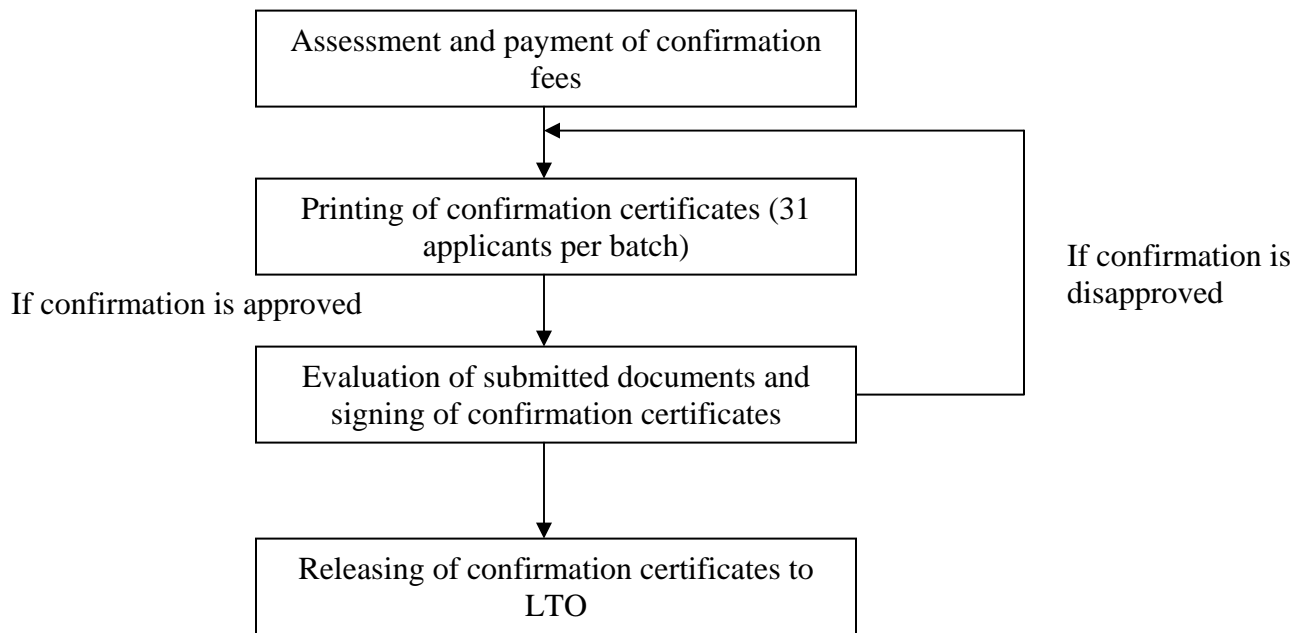 Assessment and payment of confirmation
fees
Printing of confirmation certificates (31
applicants per batch)
If confirmation is
disapproved
If confirmation is approved
Evaluation of submitted documents and
signing of confirmation certificates
Releasing of confirmation certificates to
LTO